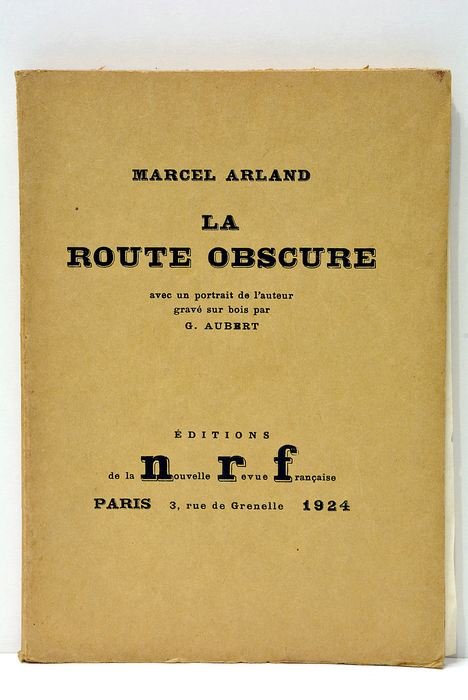 MARCEL ARLAND
LA
ROUTE OBSCURE
avec un portrait de l'auteur
gravé sur bois par
G. AUBERT
ÉDITIONS
de la nouvelle revue française
PARIS 3, rue de Grenelle 1924